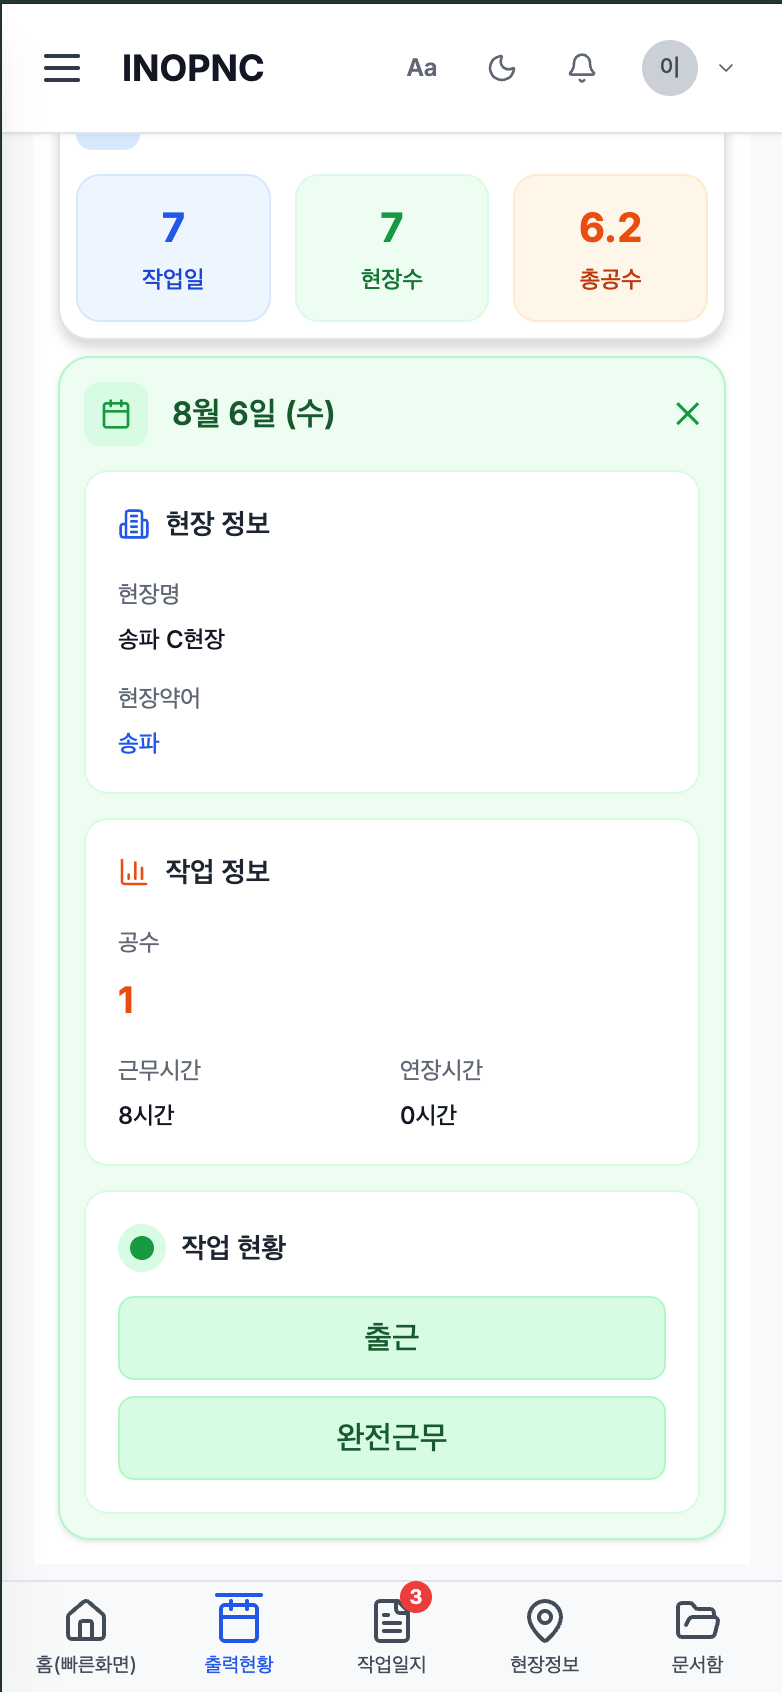 INOPNC Aa 이
7 7 6.2
작업일 현장수 총공수
8월 6일 (수)
현장 정보
현장명
송파 C현장
현장약어
송파
작업 정보
공수
1
근무시간 연장시간
8시간 0시간
작업 현황
출근
완전근무
3
홈(빠른화면) 출력현황 작업일지 현장정보 문서함